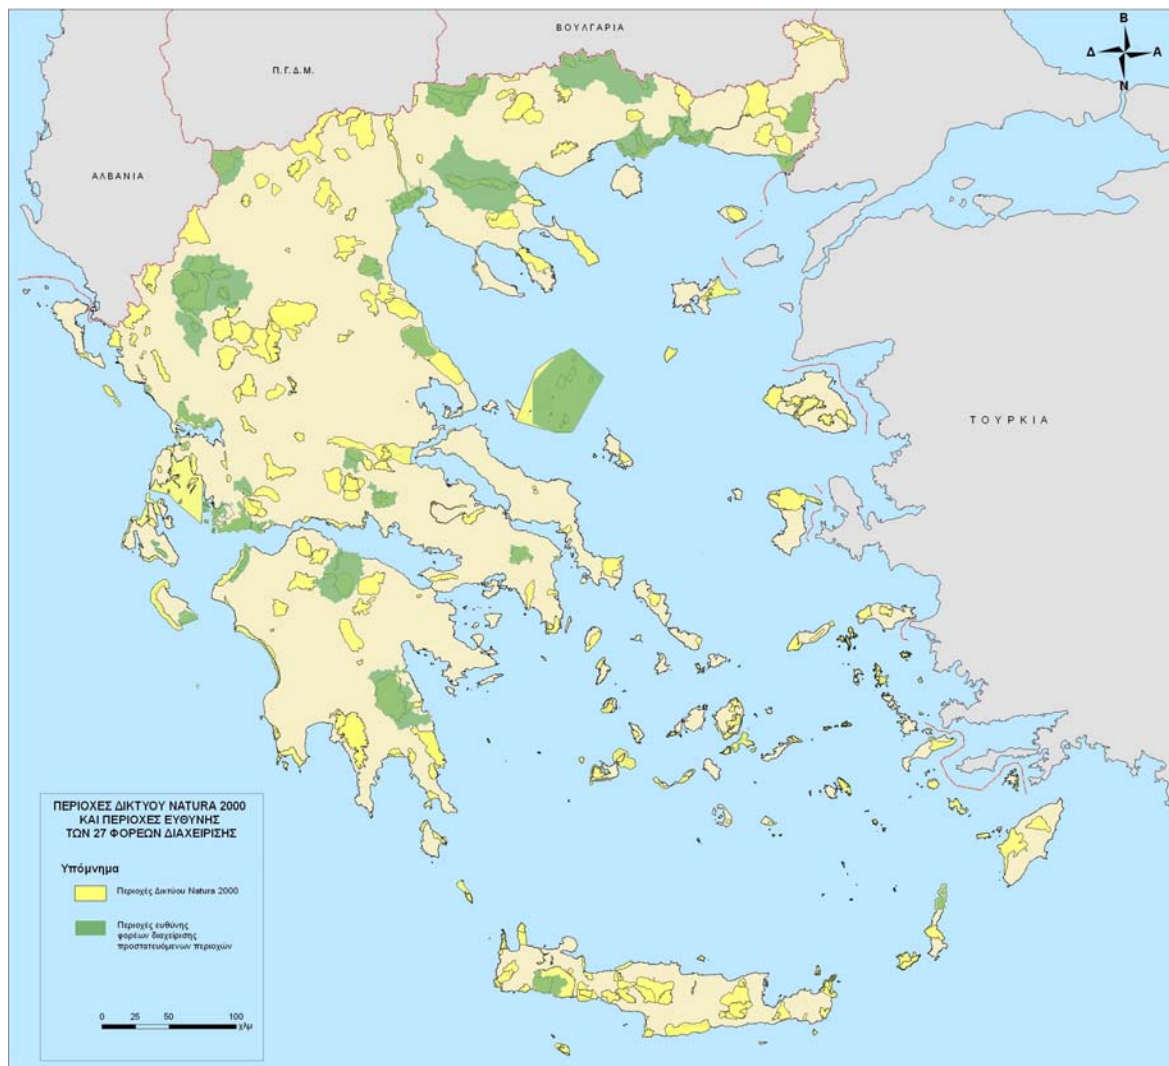 ΒΟΥΛΓΑΡΙΑ
Β
Δ Α
Ν
Π.Γ.Δ.Μ.
ΑΛΒΑΝΙΑ
ΤΟΥΡΚΙΑ
ΠΕΡΙΟΧΕΣ ΔΙΚΤΥΟΥ NATURA 2000
ΚΑΙ ΠΕΡΙΟΧΕΣ ΕΥΘΥΝΗΣ
ΤΩΝ 27 ΦΟΡΕΩΝ ΔΙΑΧΕΙΡΙΣΗΣ
Υπόμνημα
Περιοχές Δικτύου Natura 2000
Περιοχές ευθύνης
φορέων διαχείρισης
προστατευόμενων περιοχών
0 25 50 100
χλμ